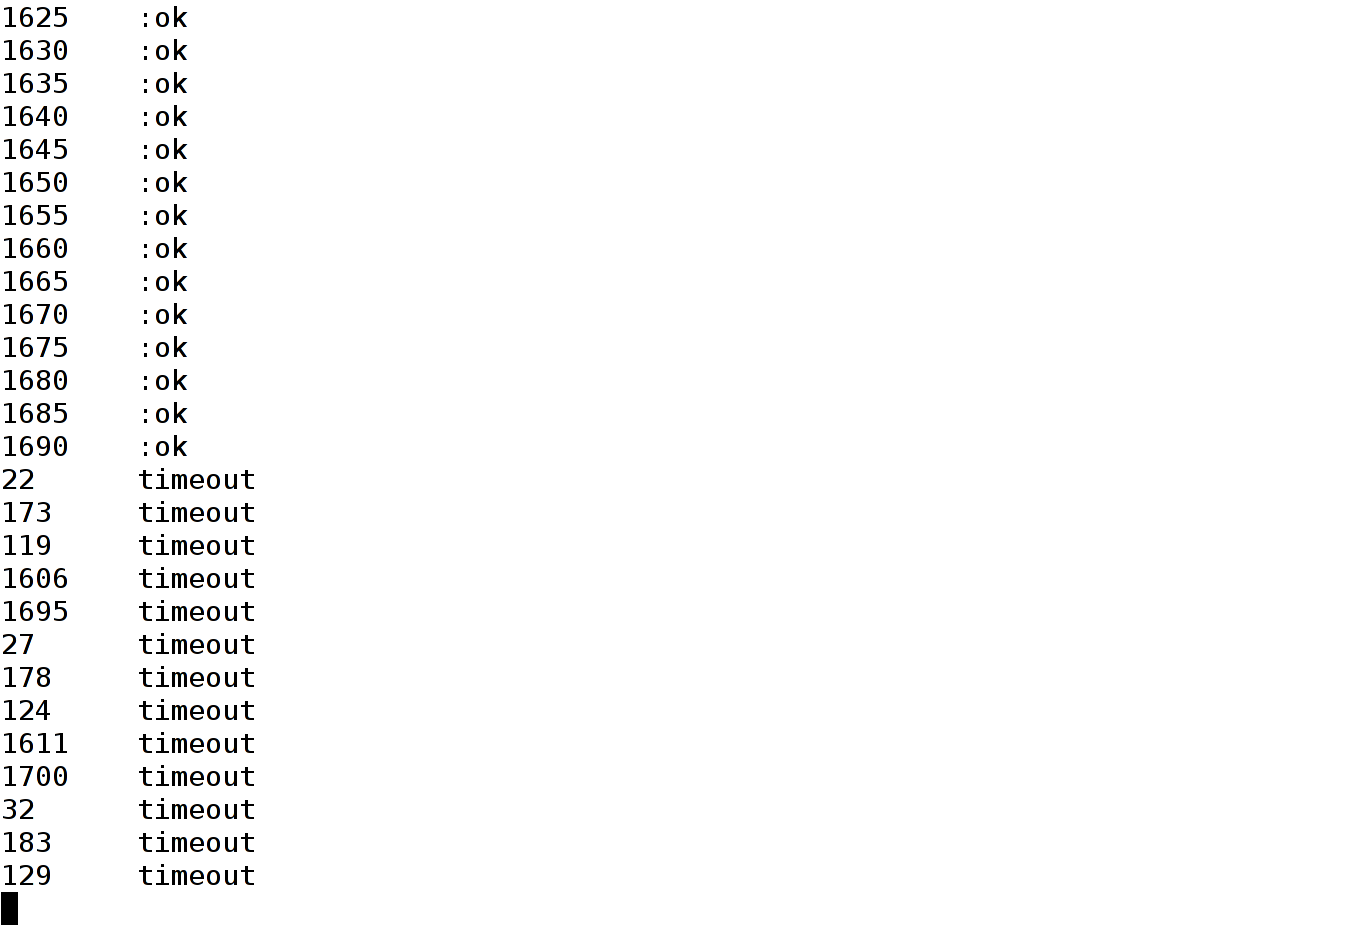 1625    :ok
1630    :ok
1635    :ok
1640    :ok
1645    :ok
1650    :ok
1655    :ok
1660    :ok
1665    :ok
1670    :ok
1675    :ok
1680    :ok
1685    :ok
1690    :ok
22      timeout
173     timeout
119     timeout
1606    timeout
1695    timeout
27      timeout
178     timeout
124     timeout
1611    timeout
1700    timeout
32      timeout
183     timeout
129     timeout